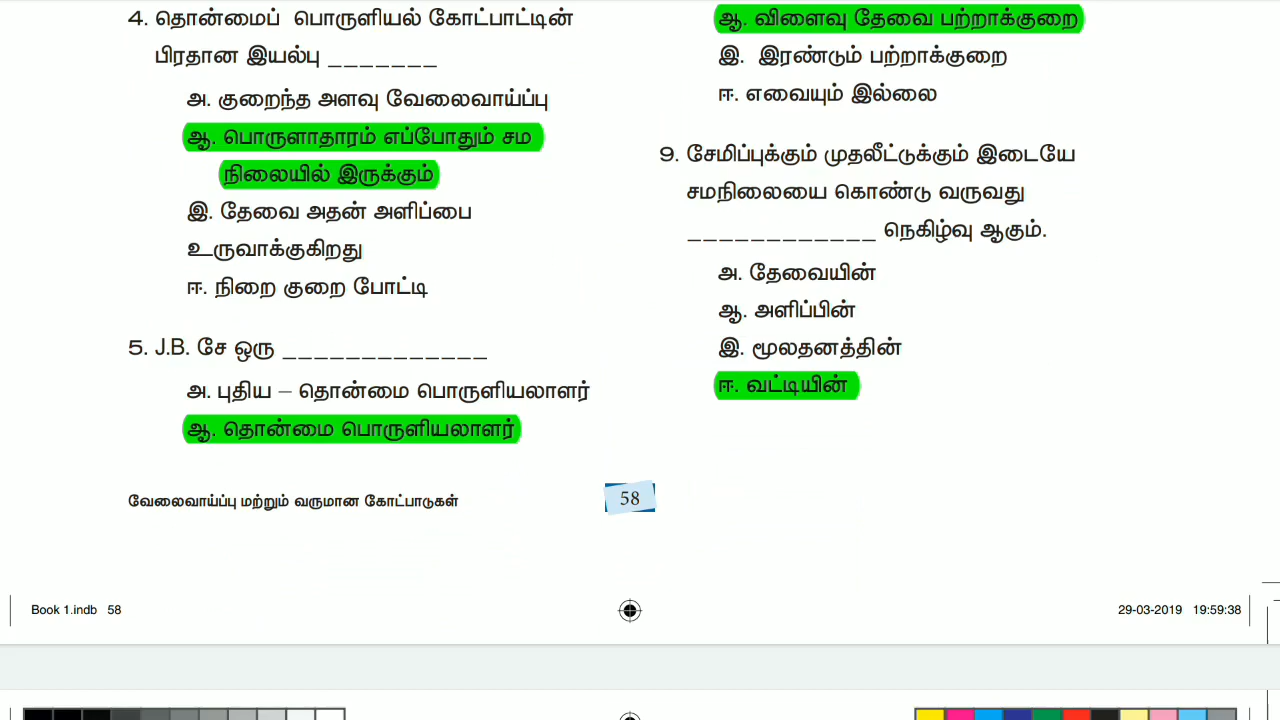 4. தொன்மைப் பொருளியல் கோட்பாட்டின்
பிரதான இயல்பு _______
அ. குறைந்த அளவு வேலைவாய்ப்பு
ஆ. பொருளாதாரம் எப்போதும் சம
நிலையில் இருக்கும்
இ. தேவை அதன் அளிப்பை
உருவாக்குகிறது
ஈ. நிறை குறை போட்டி
5. J.B. சே ஒரு _____________
அ. புதிய – தொன்மை பொருளியலாளர்
ஆ. தொன்மை பொருளியலாளர்
ஆ. விளைவு தேவை பற்றாக்குறை
இ. இரண்டும் பற்றாக்குறை
ஈ. எவையும் இல்லை
9. சேமிப்புக்கும் முதலீட்டுக்கும் இடையே
சமநிலையை கொண்டு வருவது
____________ நெகிழ்வு ஆகும்.
அ. தேவையின்
ஆ. அளிப்பின்
இ. மூலதனத்தின்
ஈ. வட்டியின்
வேலைவாய்ப்பு மற்றும் வருமான கோட்பாடுகள்
58
Book 1.indb 58
29-03-2019 19:59:38